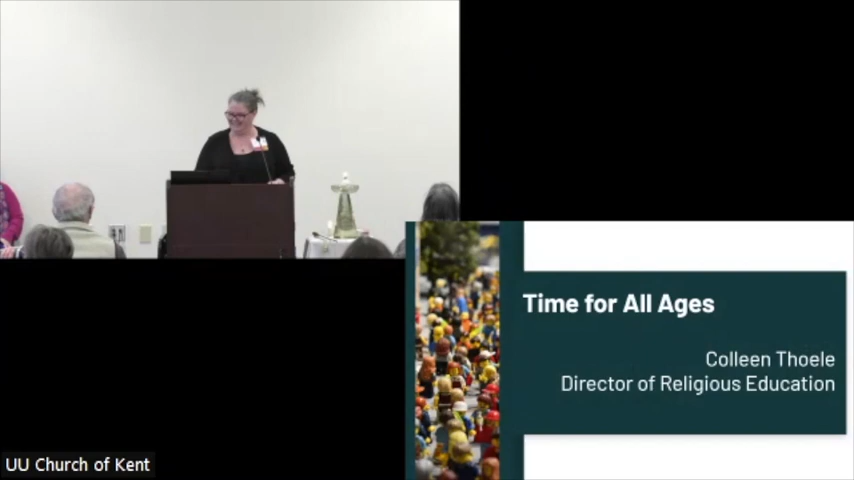 Time for All Ages
Colleen Thoele
Director of Religious Education
UU Church of Kent